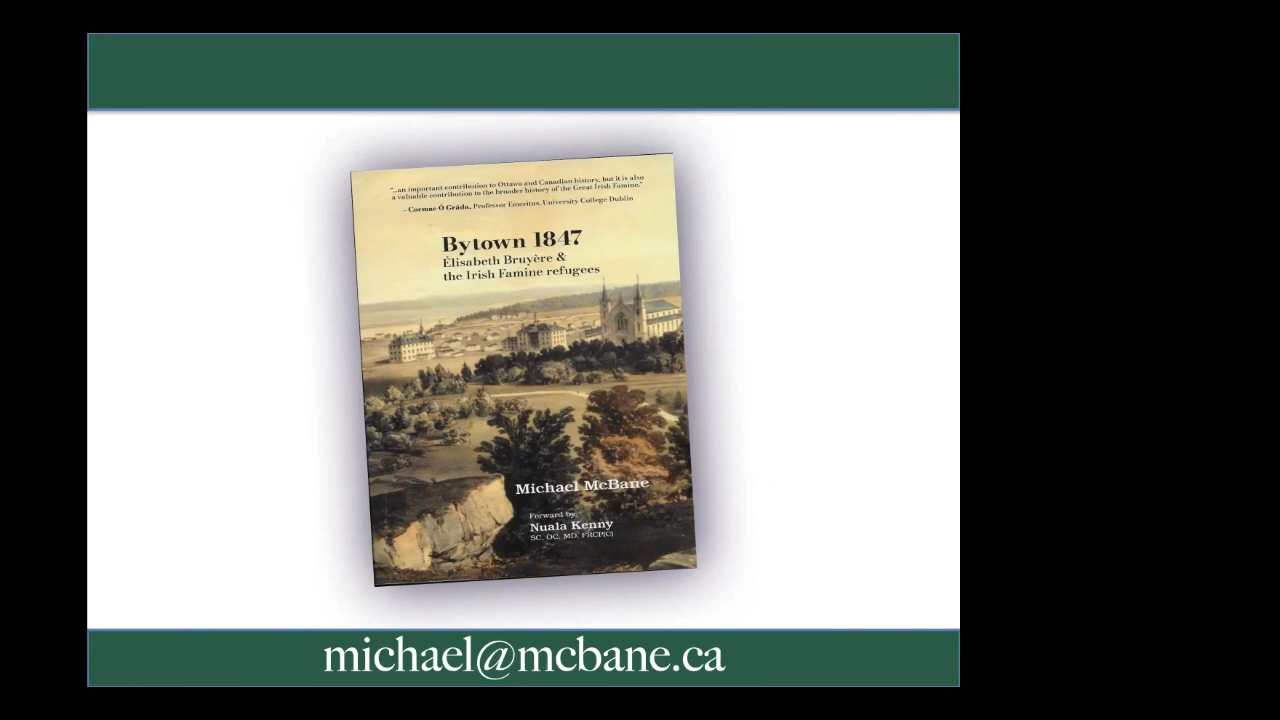 "...an important contribution to Ottawa and Canadian history, but it is also
a valuable contribution to the broader history of the Great Irish Famine."
– Cormac Ó Gráda, Professor Emeritus, University College Dublin
Bytown 1847
Élisabeth Bruyère &
the Irish Famine refugees
Michael McBane
Forward by:
Nuala Kenny
SC, OC, MD, FRCP(C)
michael@mcbane.ca